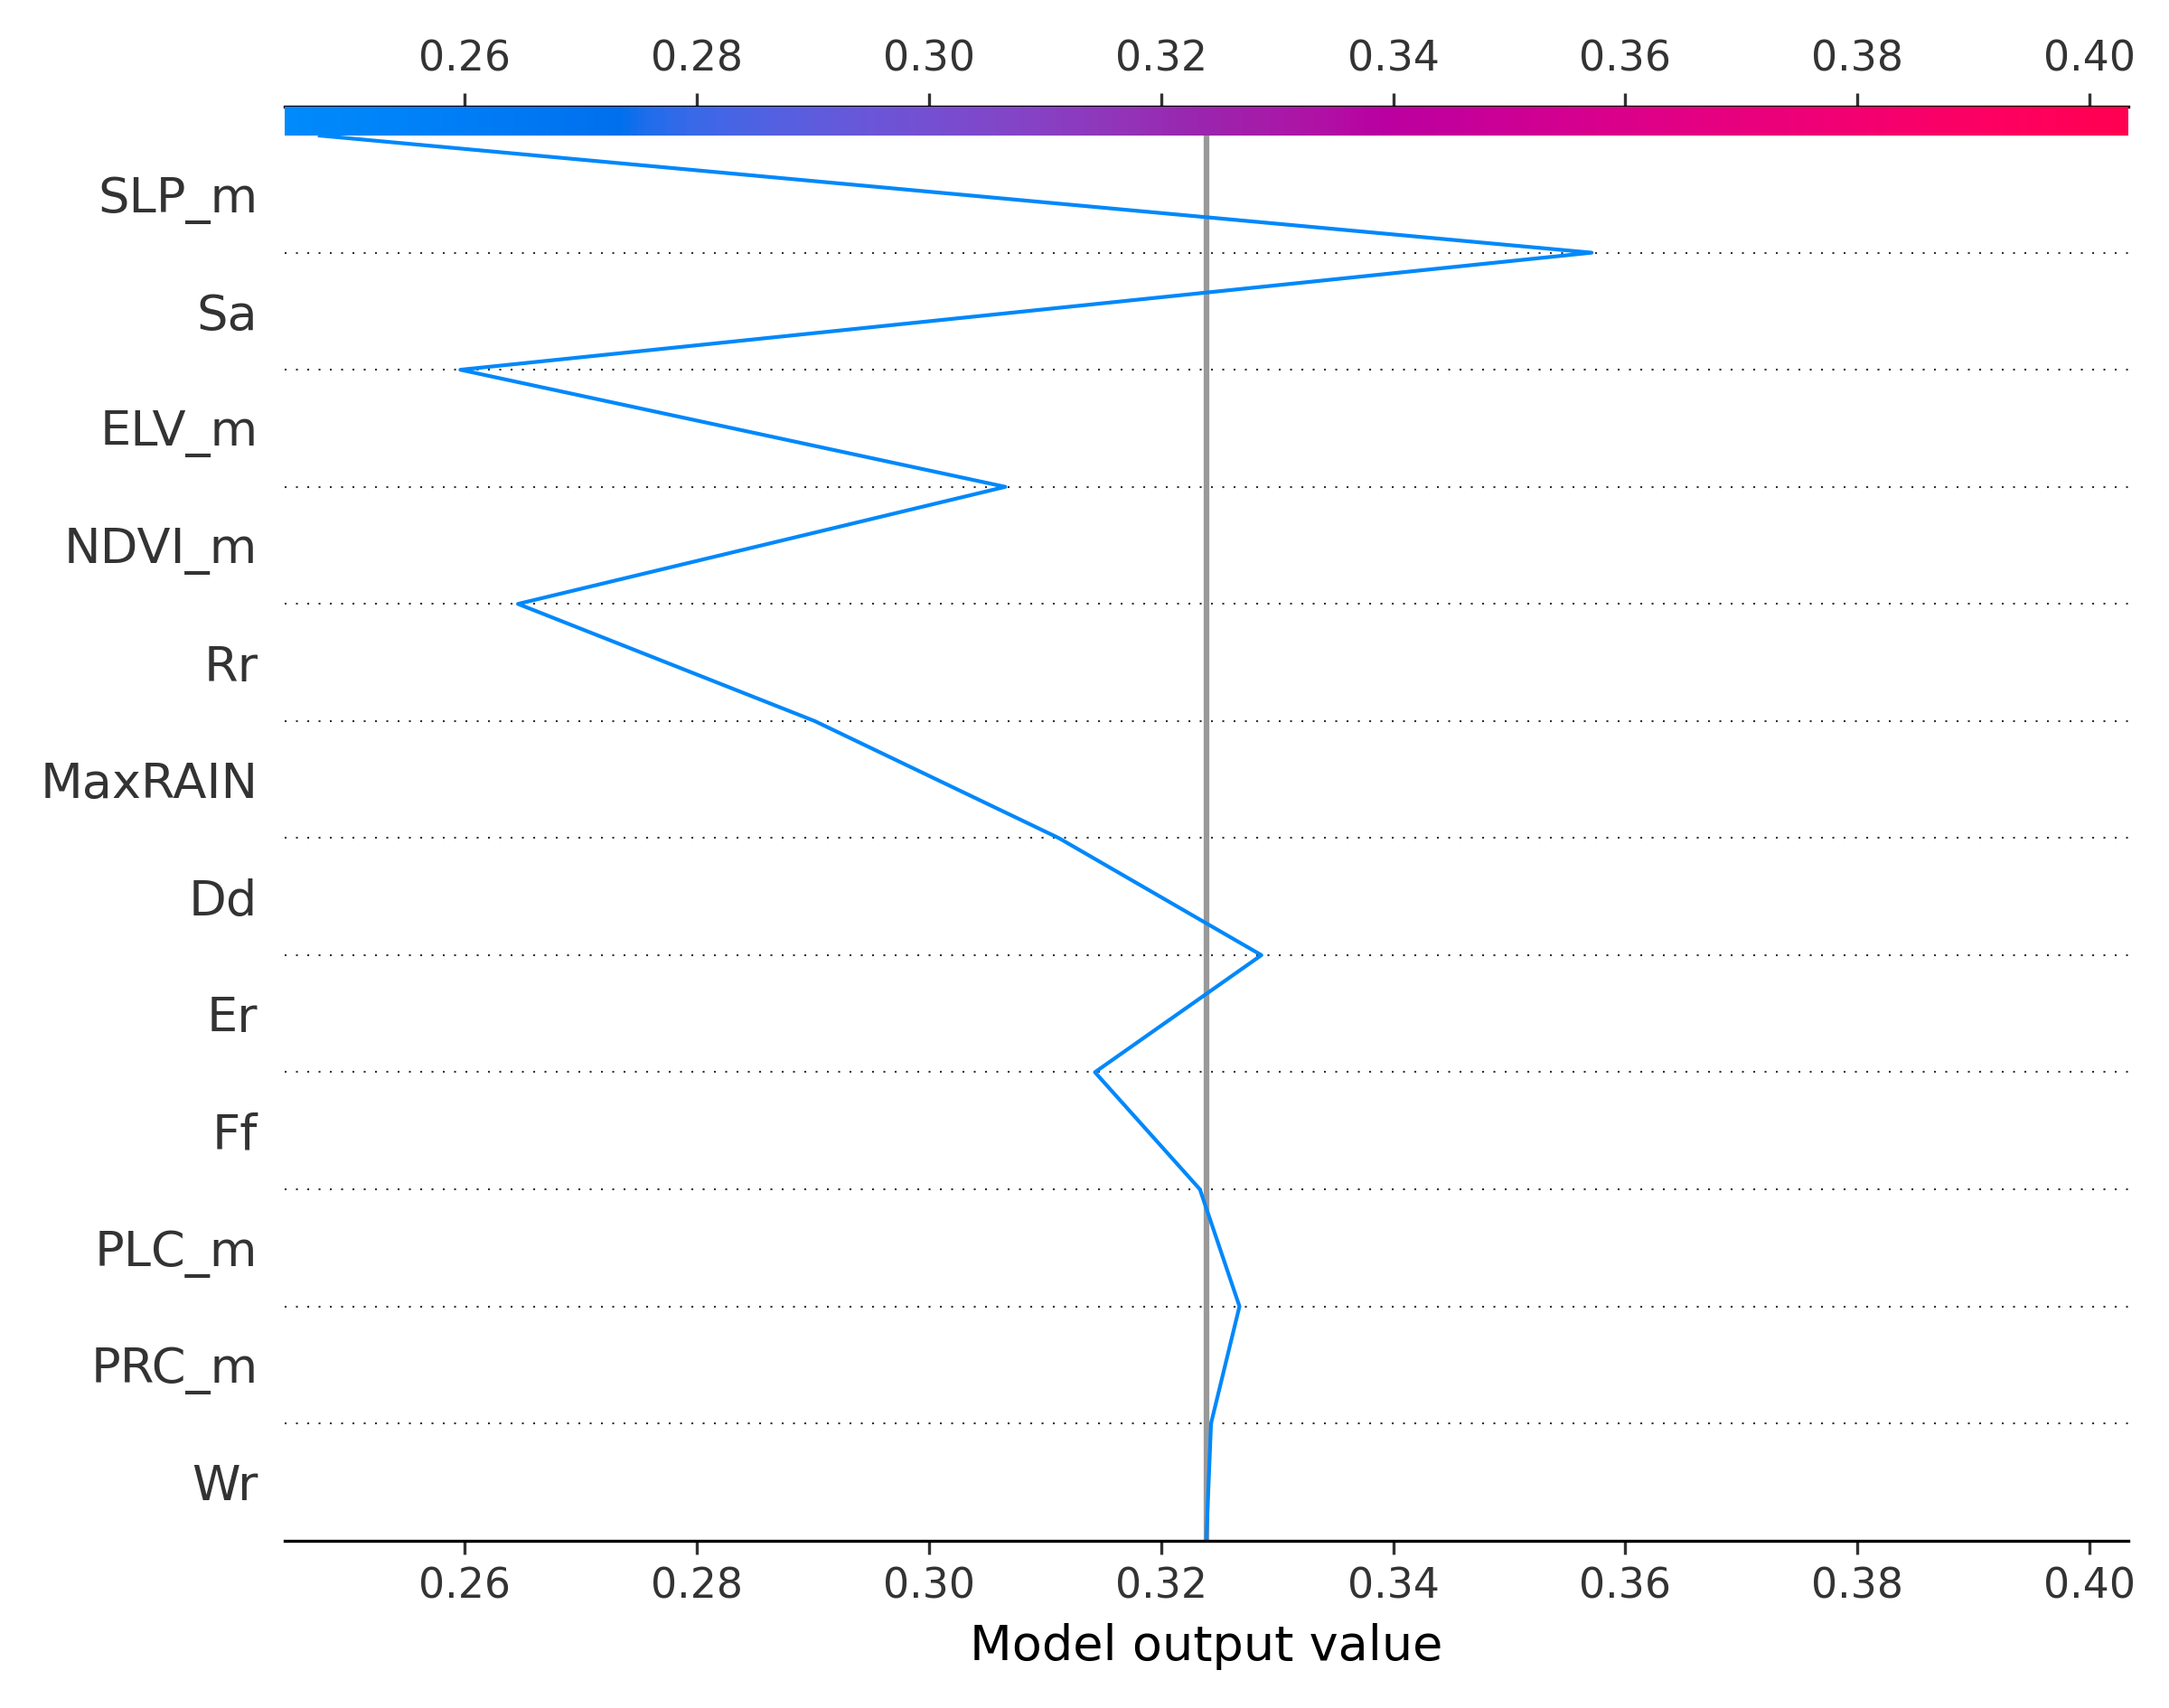 0.26 0.28 0.30 0.32 0.34 0.36 0.38 0.40
SLP_m
Sa
ELV_m
NDVI_m
Rr
MaxRAIN
Dd
Er
Ff
PLC_m
PRC_m
Wr
0.26 0.28 0.30 0.32 0.34 0.36 0.38 0.40
Model output value